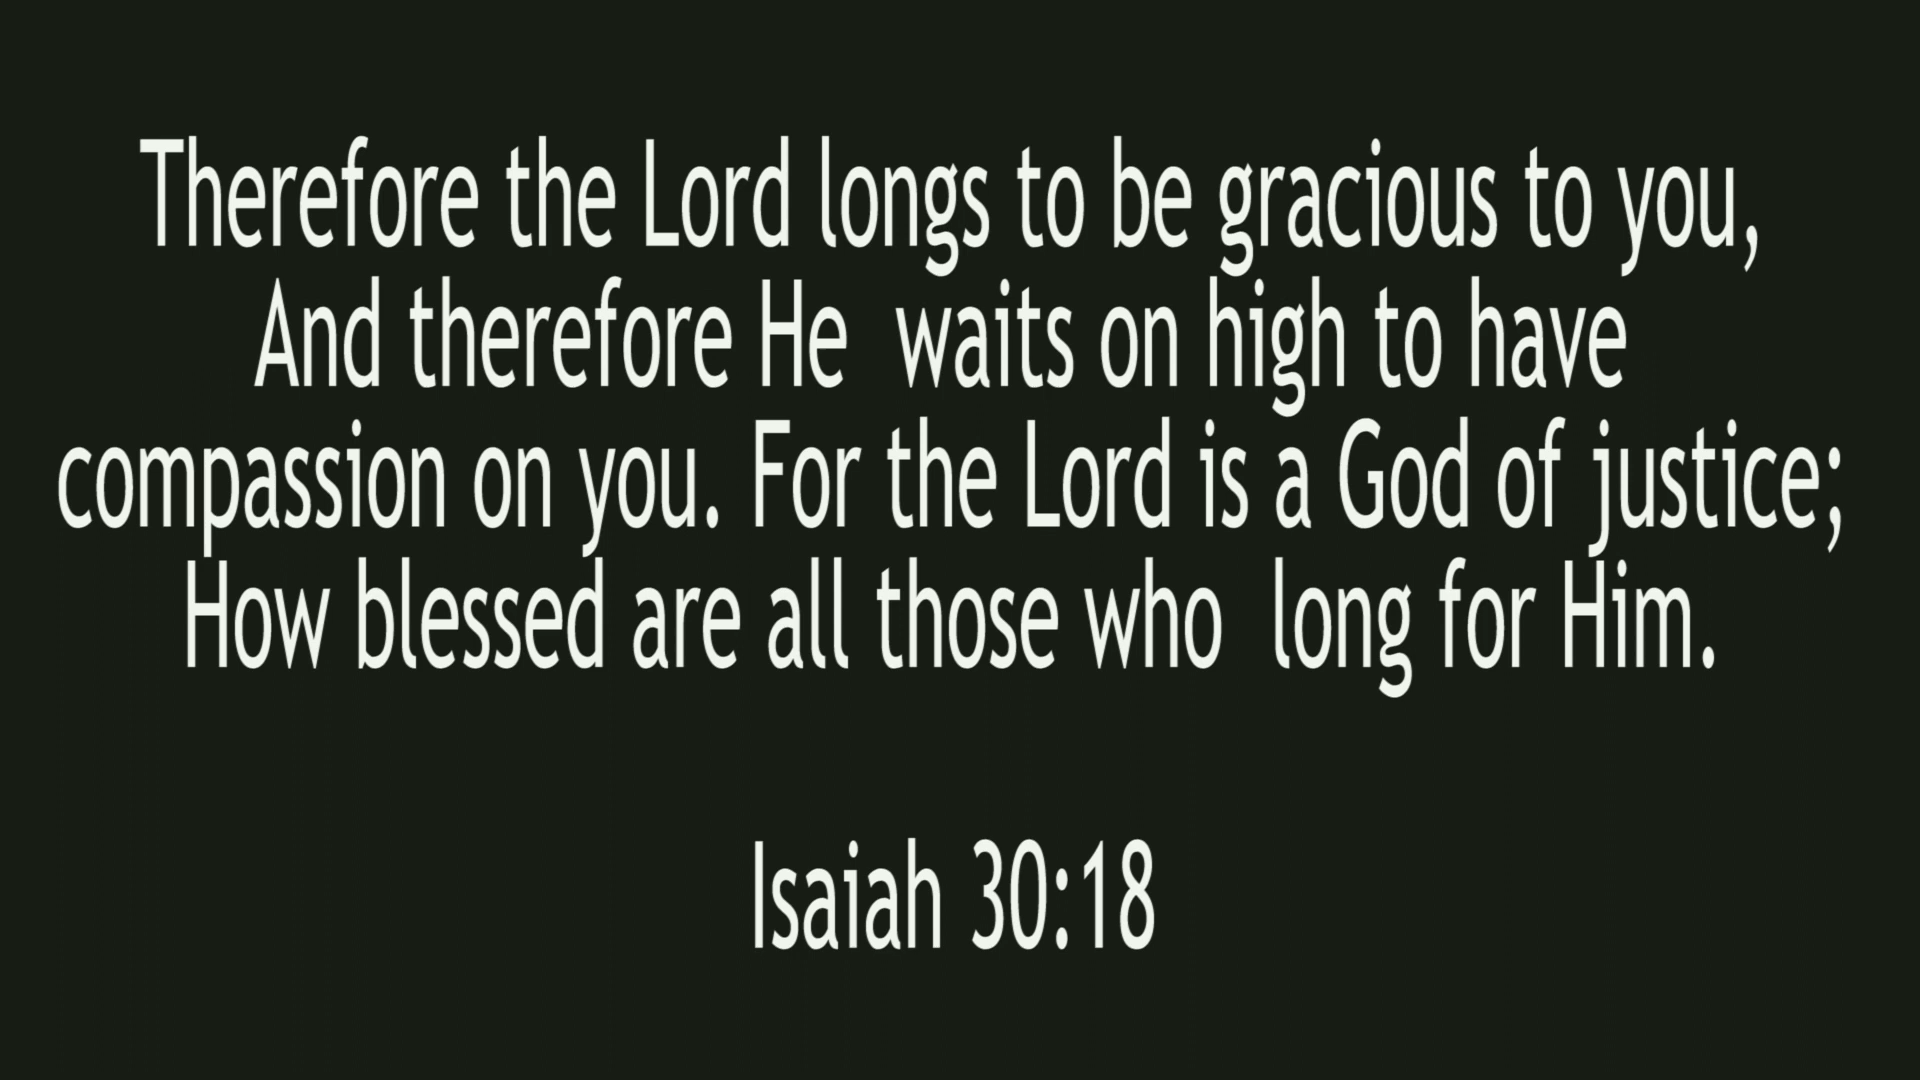 Therefore the Lord longs to be gracious to you,
And therefore He  waits on high to have
compassion on you. For the Lord is a God of justice;
How blessed are all those who  long for Him.
Isaiah 30:18